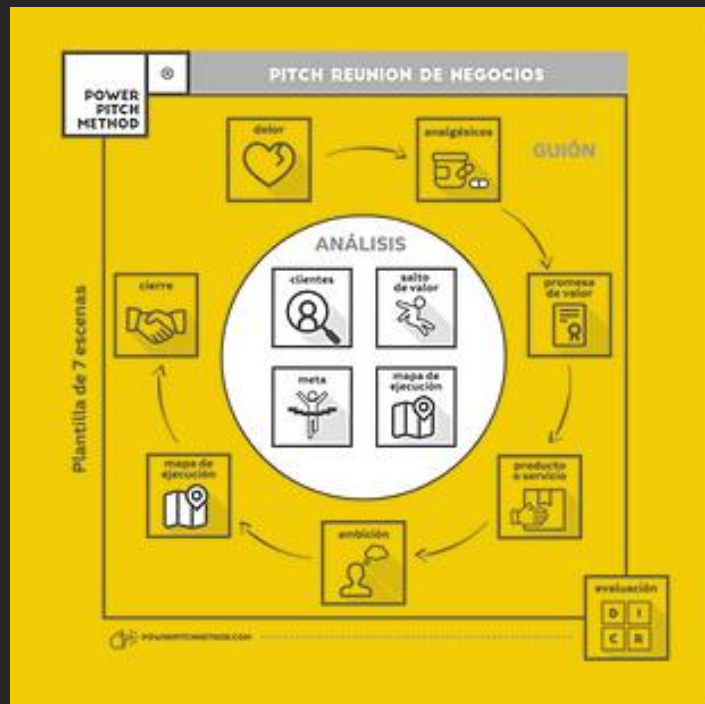 POWER
PITCH
METHOD
PITCH REUNION DE NEGOCIOS
GUIÓN
dolor
analgésicos
promesa
de valor
producto
o servicio
ambición
mapa de
ejecución
cierre
ANÁLISIS
clientes
salto
de valor
meta
mapa de
ejecución
Plantilla de 7 escenas
evaluación
D I
C R
POWERPITCHMETHOD.COM